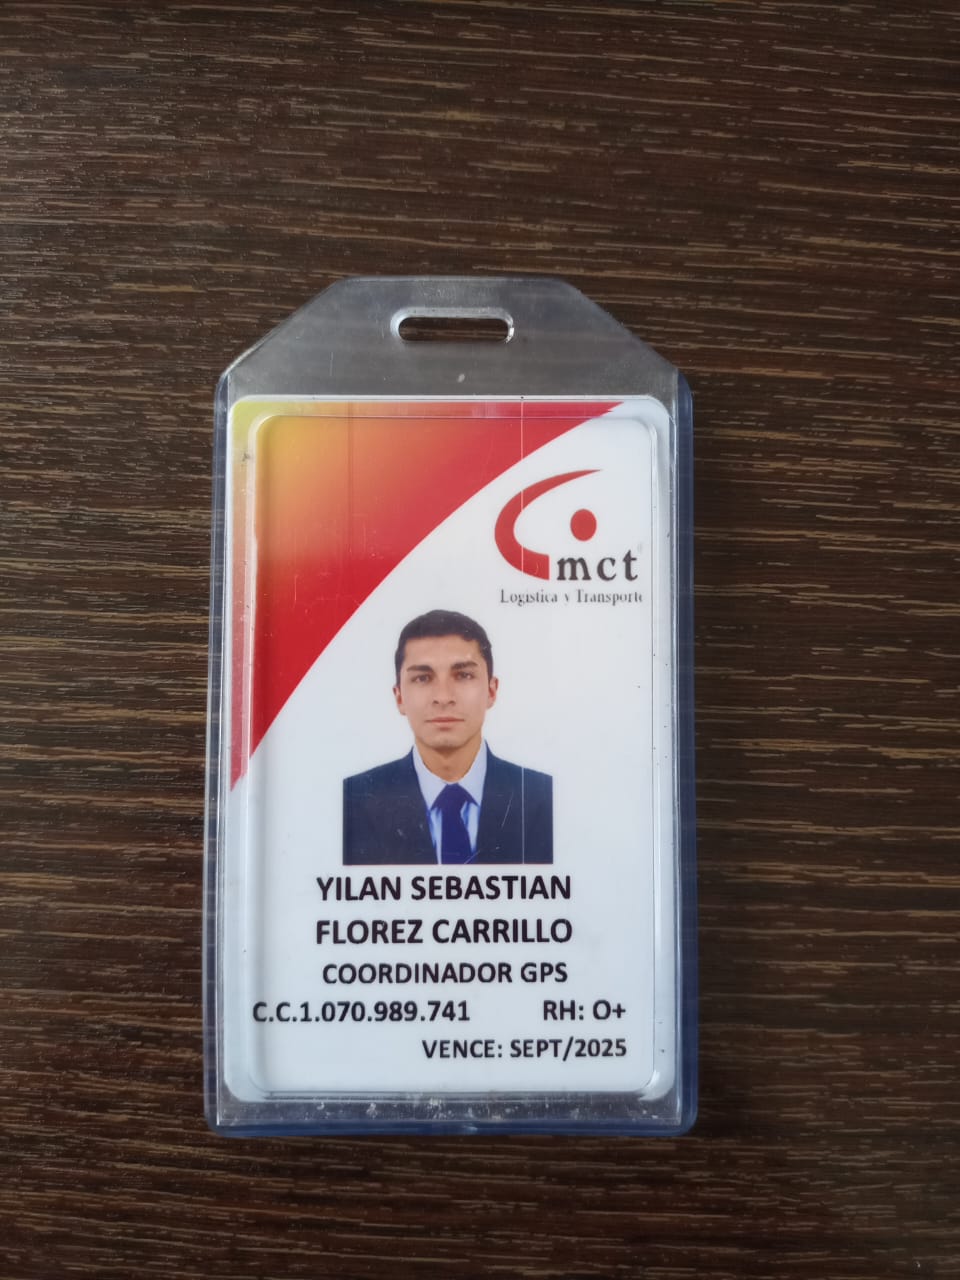 mct
Logistica y Transporte
YILAN SEBASTIAN
FLOREZ CARRILLO
COORDINADOR GPS
C.C.1.070.989.741 RH: O+
VENCE: SEPT/2025